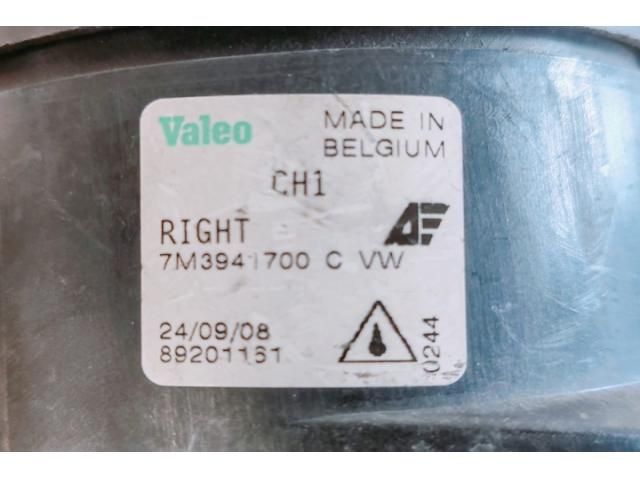 Valeo
MADE IN
BELGIUM
CH1
RIGHT
7M3941700 C VW
24/09/08
89201161
0244